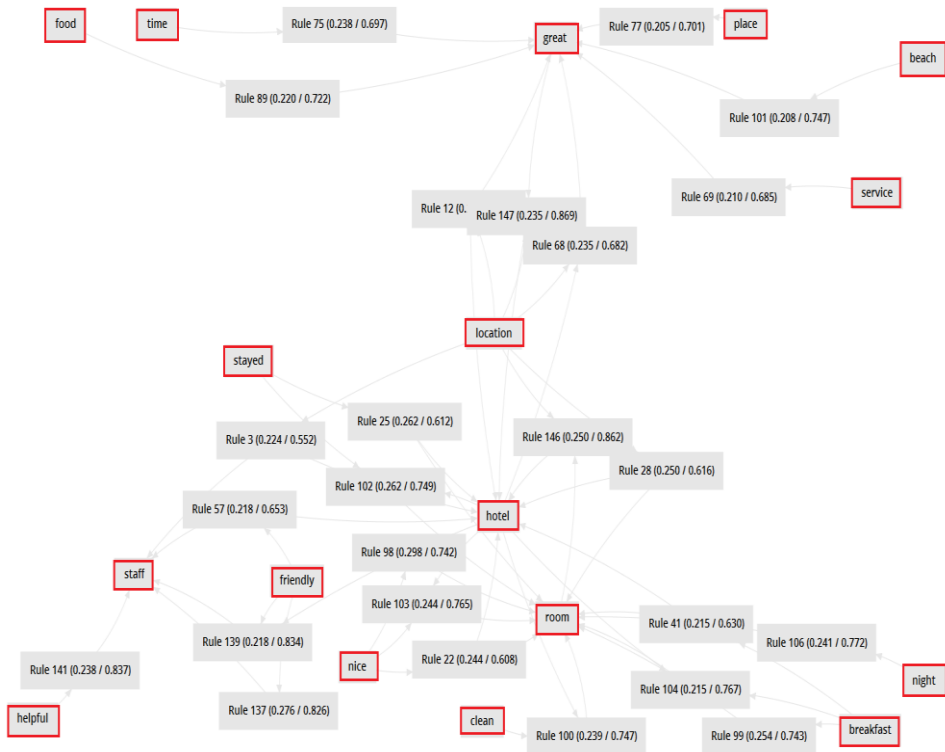 food
time
Rule 75 (0.238 / 0.697)
great
Rule 77 (0.205 / 0.701)
place
beach
Rule 89 (0.220 / 0.722)
Rule 101 (0.208 / 0.747)
Rule 69 (0.210 / 0.685)
service
Rule 12 (0.
Rule 147 (0.235 / 0.869)
Rule 68 (0.235 / 0.682)
location
stayed
Rule 25 (0.262 / 0.612)
Rule 3 (0.224 / 0.552)
Rule 146 (0.250 / 0.862)
Rule 28 (0.250 / 0.616)
Rule 102 (0.262 / 0.749)
Rule 57 (0.218 / 0.653)
hotel
Rule 98 (0.298 / 0.742)
staff
friendly
Rule 103 (0.244 / 0.765)
room
Rule 41 (0.215 / 0.630)
Rule 139 (0.218 / 0.834)
Rule 106 (0.241 / 0.772)
Rule 141 (0.238 / 0.837)
nice
Rule 22 (0.244 / 0.608)
night
Rule 104 (0.215 / 0.767)
helpful
Rule 137 (0.276 / 0.826)
clean
Rule 100 (0.239 / 0.747)
Rule 99 (0.254 / 0.743)
breakfast